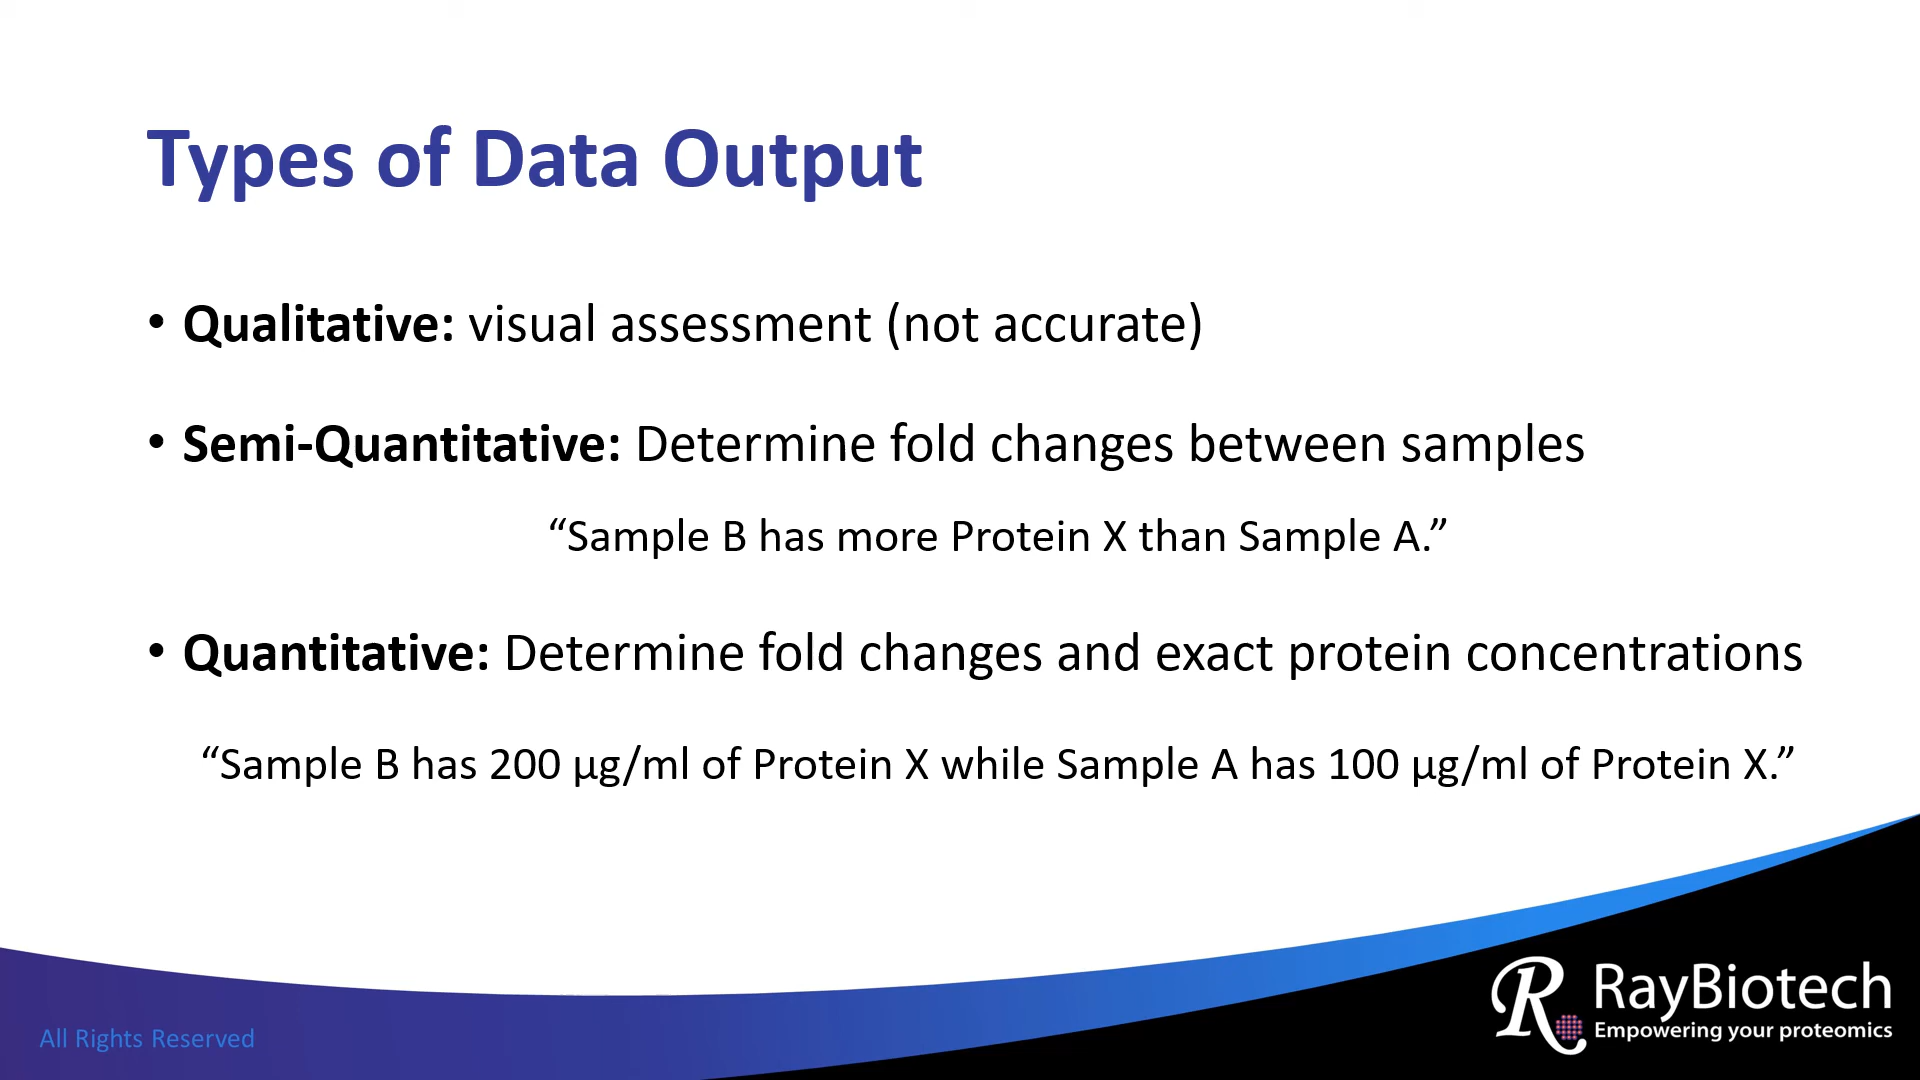 Types of Data Output
• Qualitative: visual assessment (not accurate)
• Semi-Quantitative: Determine fold changes between samples
“Sample B has more Protein X than Sample A.”
• Quantitative: Determine fold changes and exact protein concentrations
“Sample B has 200 µg/ml of Protein X while Sample A has 100 µg/ml of Protein X.”
All Rights Reserved
R RayBiotech
Empowering your proteomics